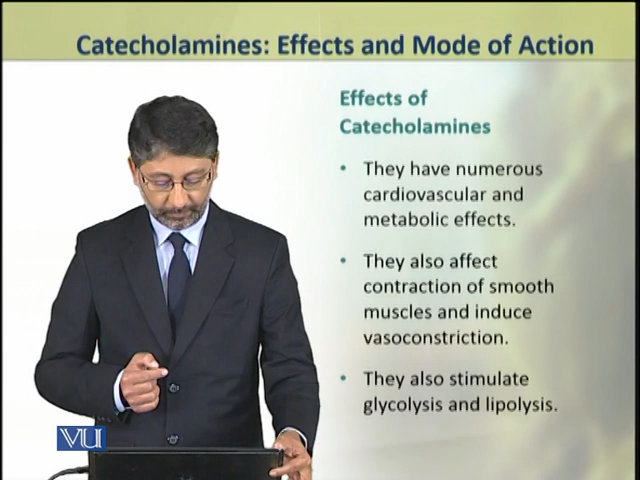 Catecholamines: Effects and Mode of Action
Effects of
Catecholamines
• They have numerous
cardiovascular and
metabolic effects.
• They also affect
contraction of smooth
muscles and induce
vasoconstriction.
• They also stimulate
glycolysis and lipolysis.
VU